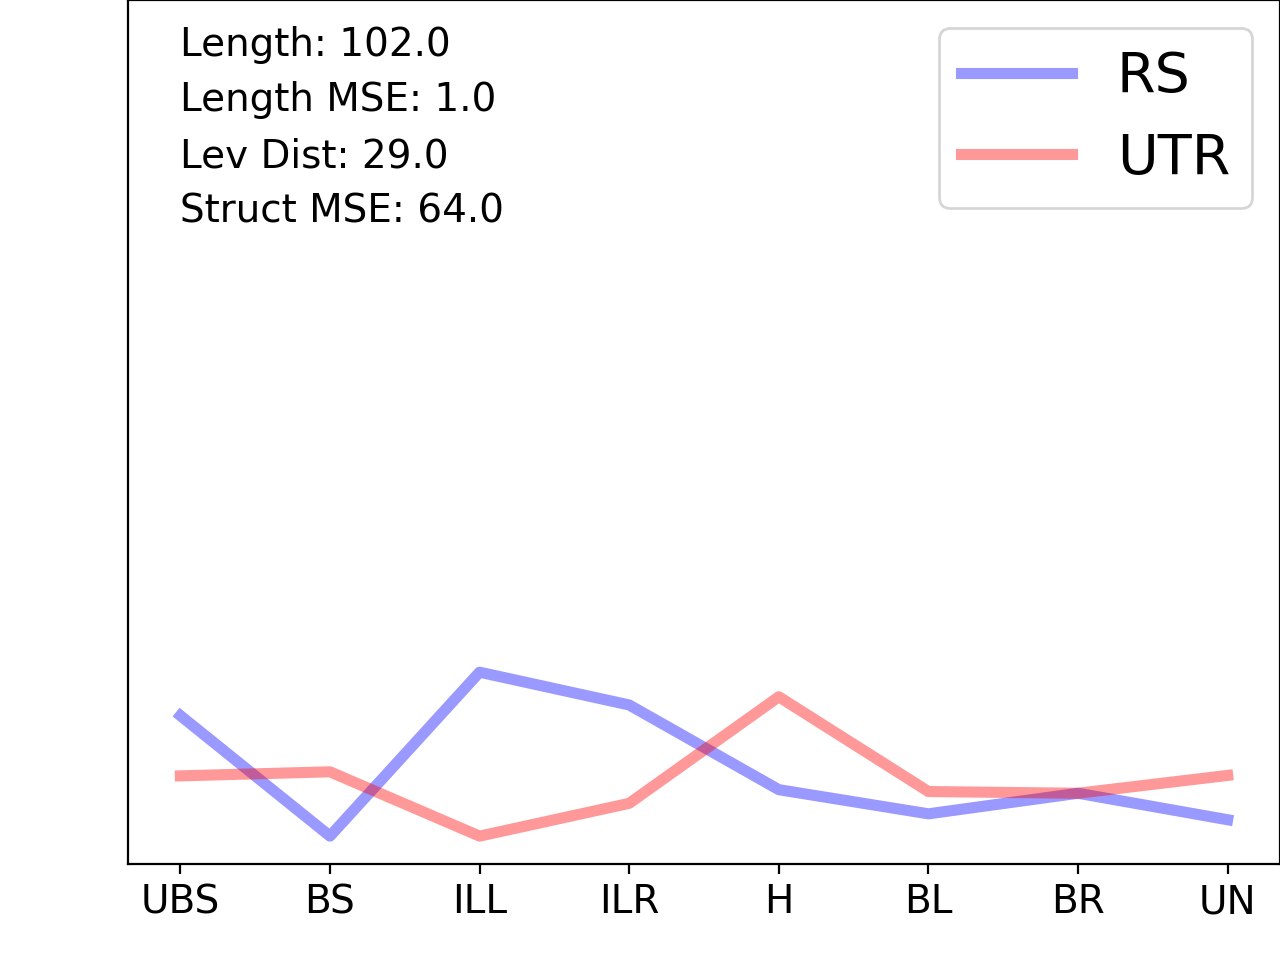 Length: 102.0
Length MSE: 1.0
Lev Dist: 29.0
Struct MSE: 64.0
RS
UTR
UBS BS ILL ILR H BL BR UN